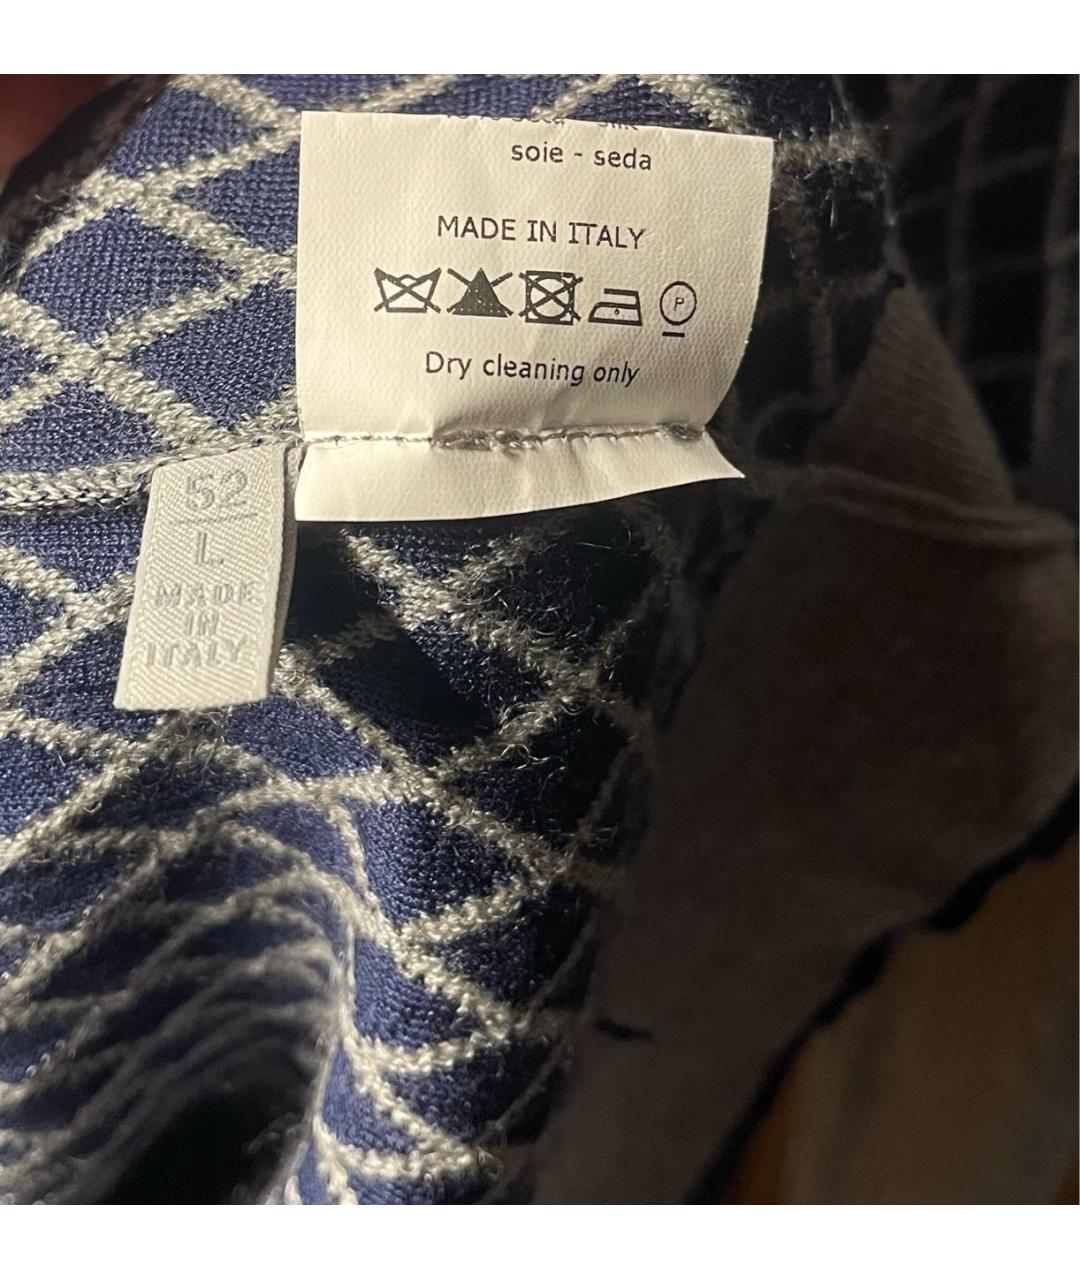 soie - seda
MADE IN ITALY
P
Dry cleaning only
52
L
MADE
IN
ITALY